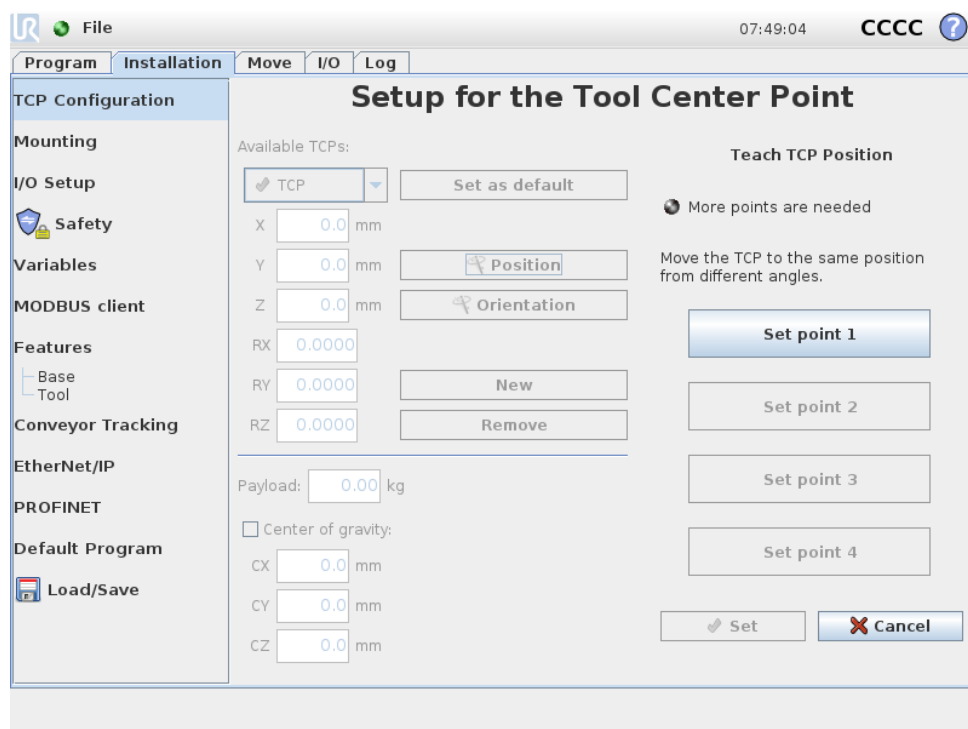 UR File 07:49:04 CCCC ?
Program Installation Move I/O Log
TCP Configuration
Mounting
I/O Setup
Safety
Variables
MODBUS client
Features
Base
Tool
Conveyor Tracking
EtherNet/IP
PROFINET
Default Program
Load/Save
Setup for the Tool Center Point
Available TCPs:
TCP Set as default
X 0.0 mm
Y 0.0 mm Position
Z 0.0 mm Orientation
RX 0.0000
RY 0.0000 New
RZ 0.0000 Remove
Payload: 0.00 kg
Center of gravity:
CX 0.0 mm
CY 0.0 mm
CZ 0.0 mm
Teach TCP Position
More points are needed
Move the TCP to the same position
from different angles.
Set point 1
Set point 2
Set point 3
Set point 4
Set Cancel